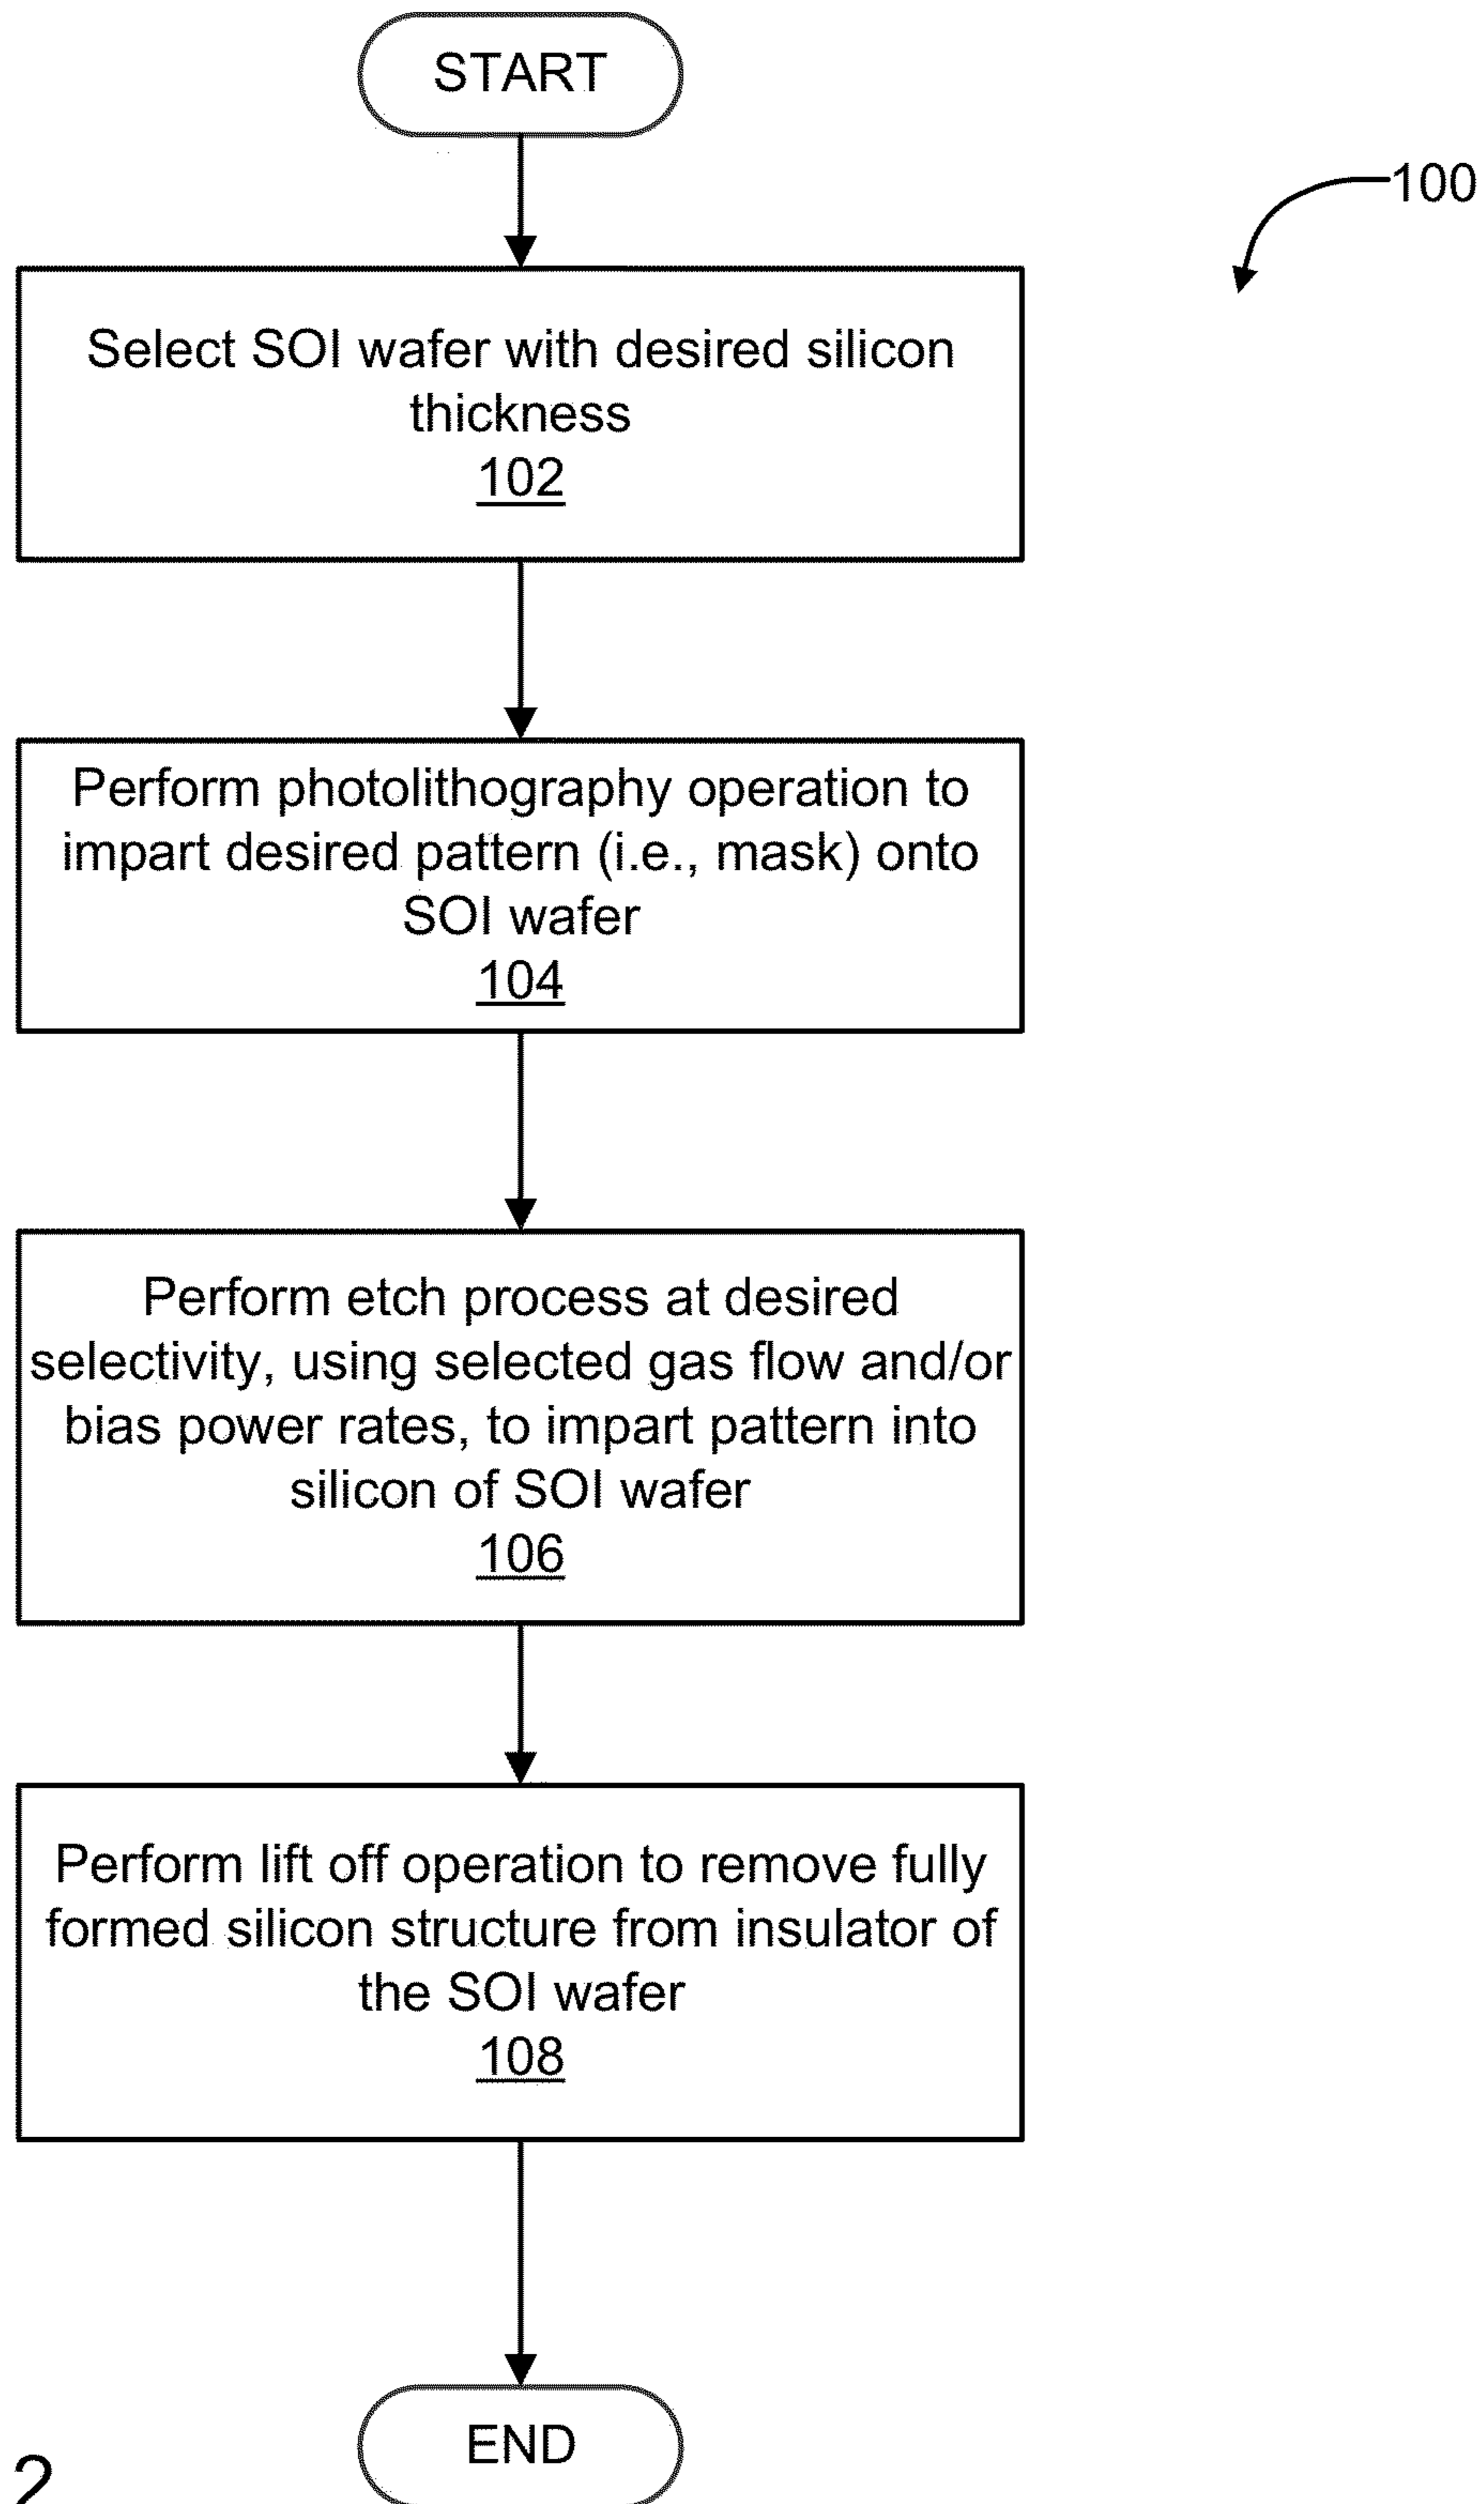 START
100
Select SOI wafer with desired silicon
thickness
102
Perform photolithography operation to
impart desired pattern (i.e., mask) onto
SOI wafer
104
Perform etch process at desired
selectivity, using selected gas flow and/or
bias power rates, to impart pattern into
silicon of SOI wafer
106
Perform lift off operation to remove fully
formed silicon structure from insulator of
the SOI wafer
108
END
2